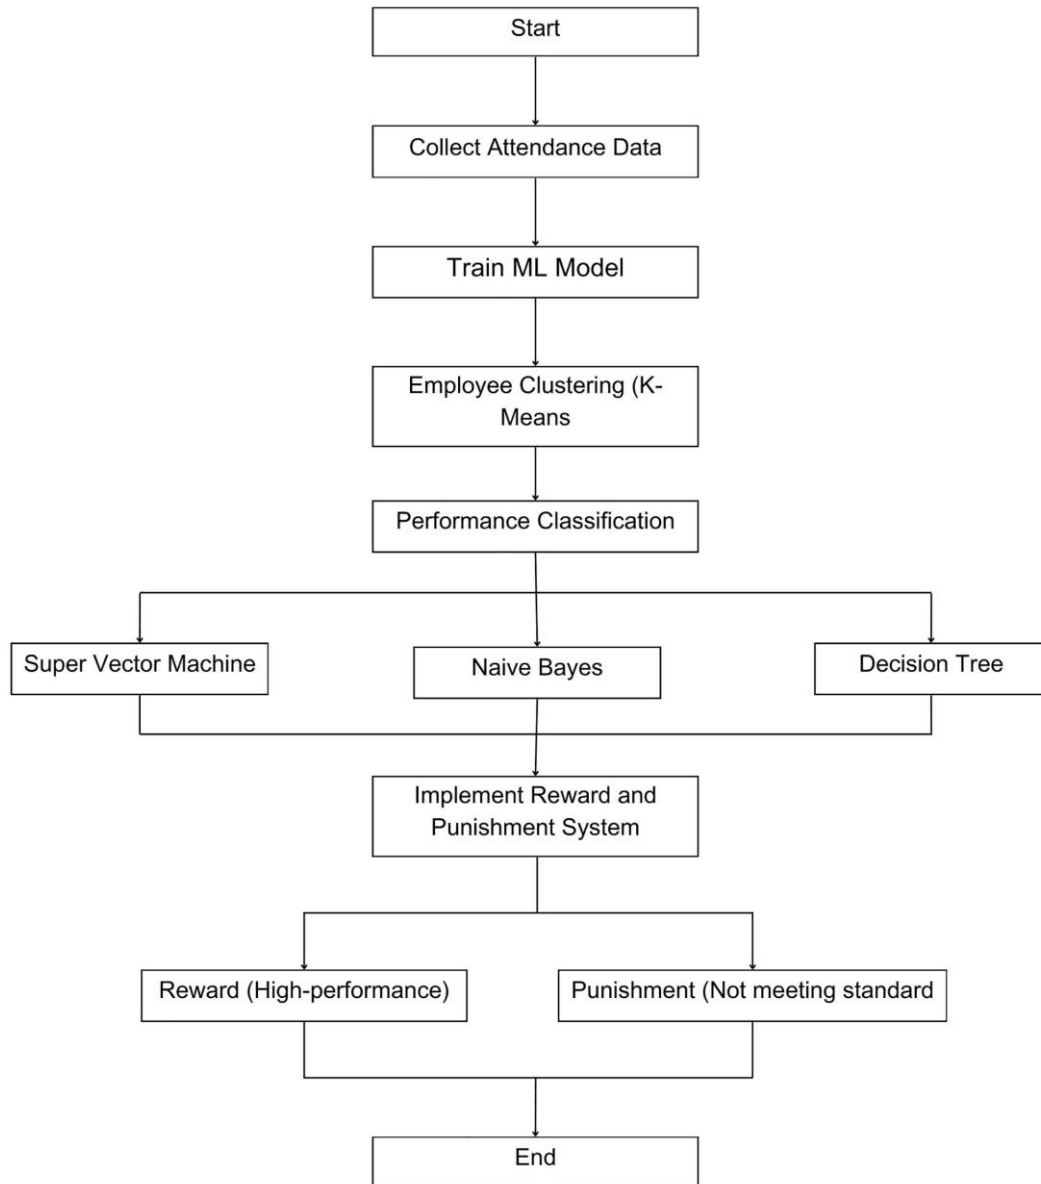 Start
Collect Attendance Data
Train ML Model
Employee Clustering (K-
Means
Performance Classification
Super Vector Machine
Naive Bayes
Decision Tree
Implement Reward and
Punishment System
Reward (High-performance)
Punishment (Not meeting standard
End